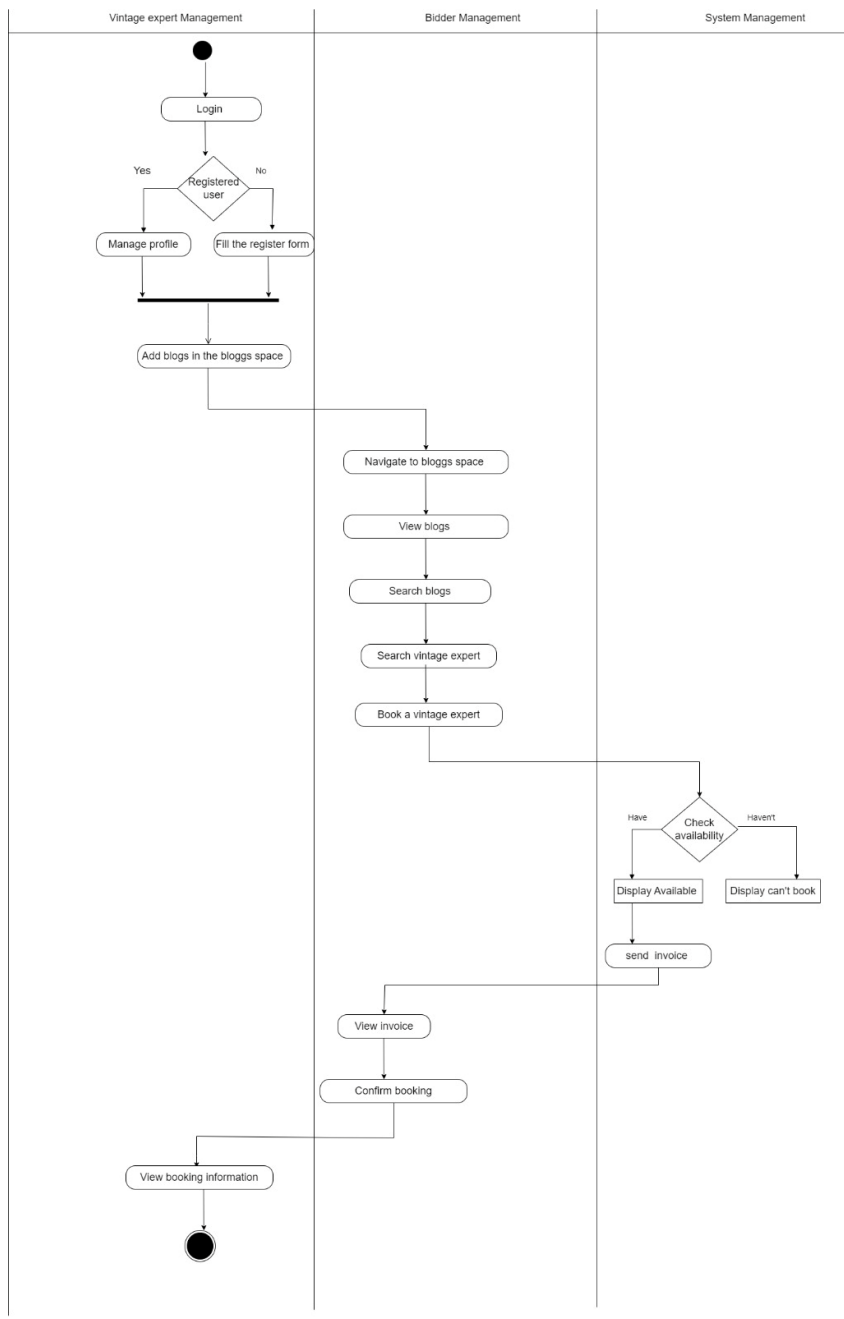 Vintage expert Management
Bidder Management
System Management
Login
Yes
No
Registered
user
Manage profile
Fill the register form
Add blogs in the bloggs space
Navigate to bloggs space
View blogs
Search blogs
Search vintage expert
Book a vintage expert
Have
Check
availability
Haven't
Display Available
Display can't book
send invoice
View invoice
Confirm booking
View booking information